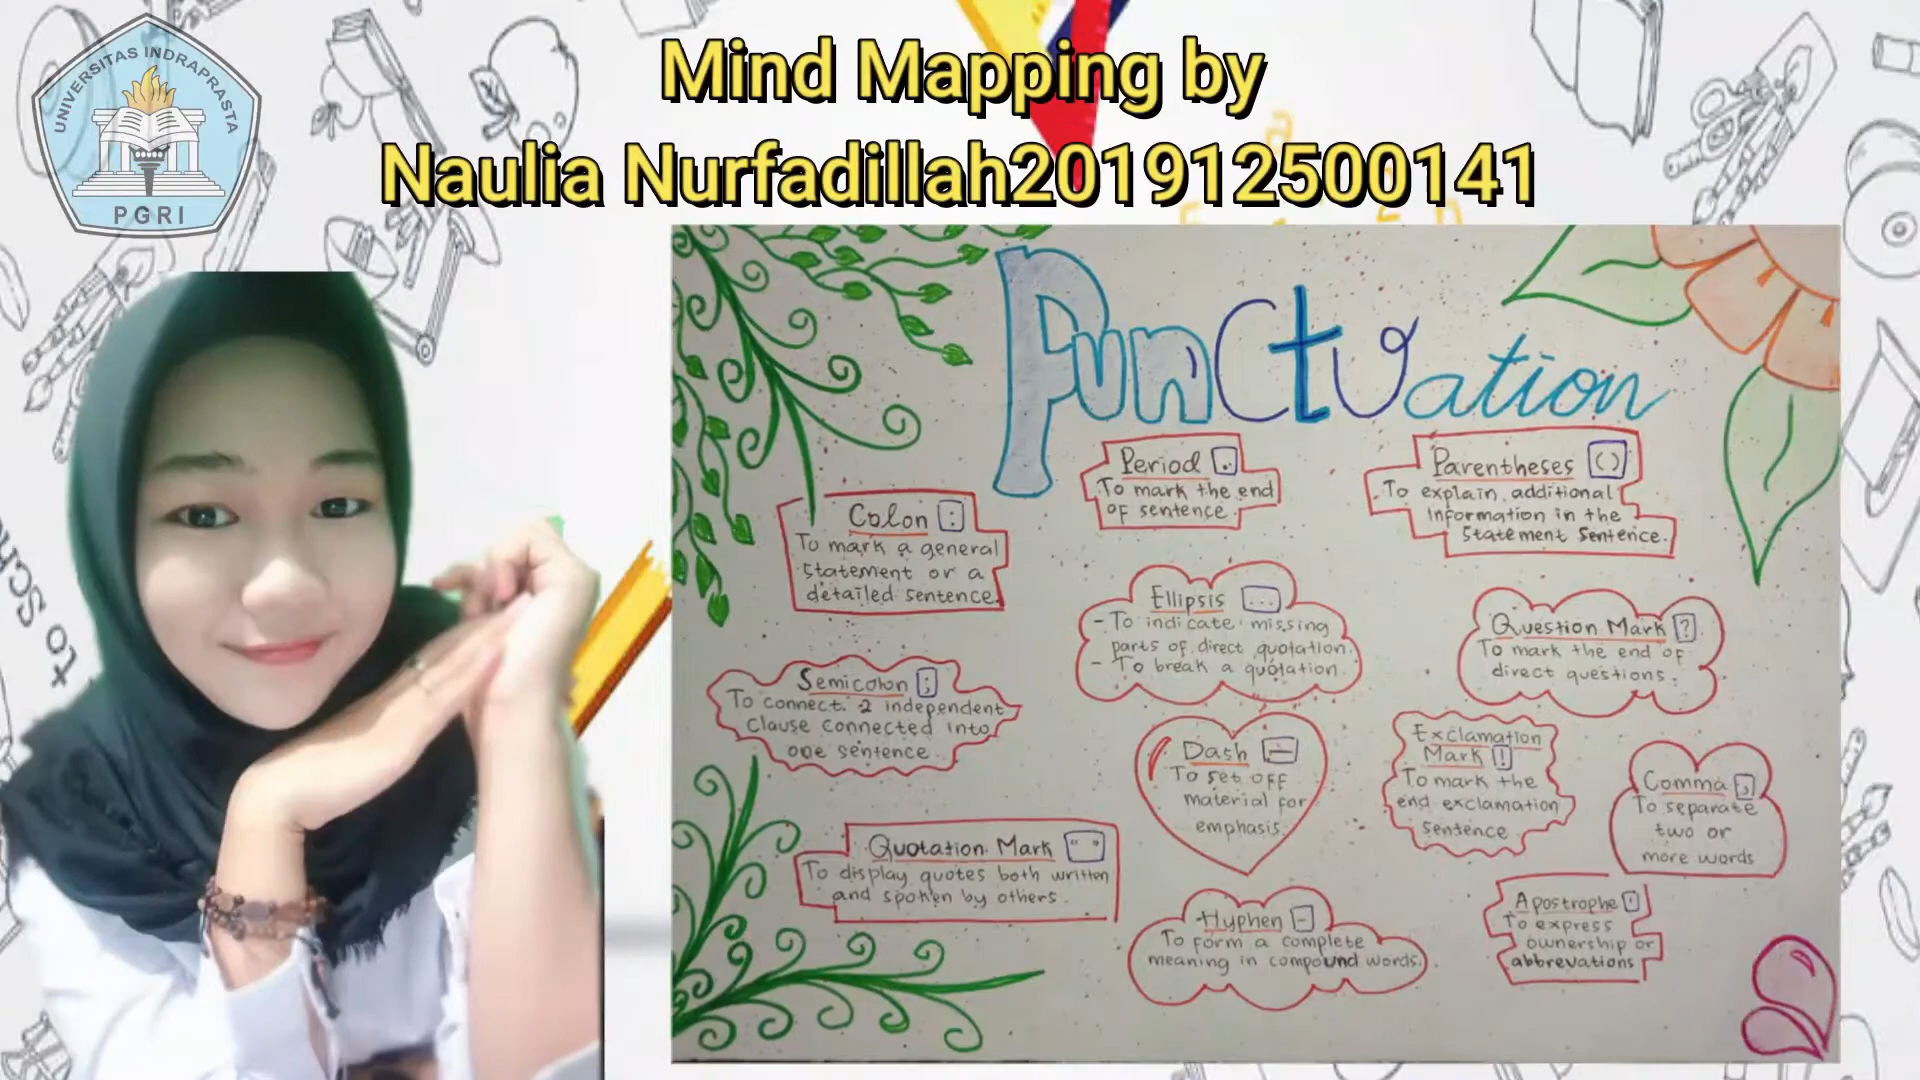 UNIVERSITAS INDRAPRASTA
PGRI
Mind Mapping by
Naulia Nurfadillah201912500141
to sch
Punctuation
Period .
To mark the end
of sentence.
Parentheses ()
To explain additional
information in the
statement sentence.
Colon :
To mark a general
statement or a
detailed sentence.
Ellipsis ...
- To indicate missing
parts of direct quotation.
- To break a quotation.
Question Mark ?
To mark the end of
direct questions.
Semicolon ;
To connect 2 independent
clause connected into
one sentence.
Dash —
To set off
material for
emphasis.
Exclamation
Mark !
To mark the
end exclamation
sentence
Comma ,
To separate
two or
more words
Quotation Mark " "
To display quotes both written
and spoken by others.
Hyphen -
To form a complete
meaning in compound words.
Apostrophe '
To express
ownership or
abbrevations